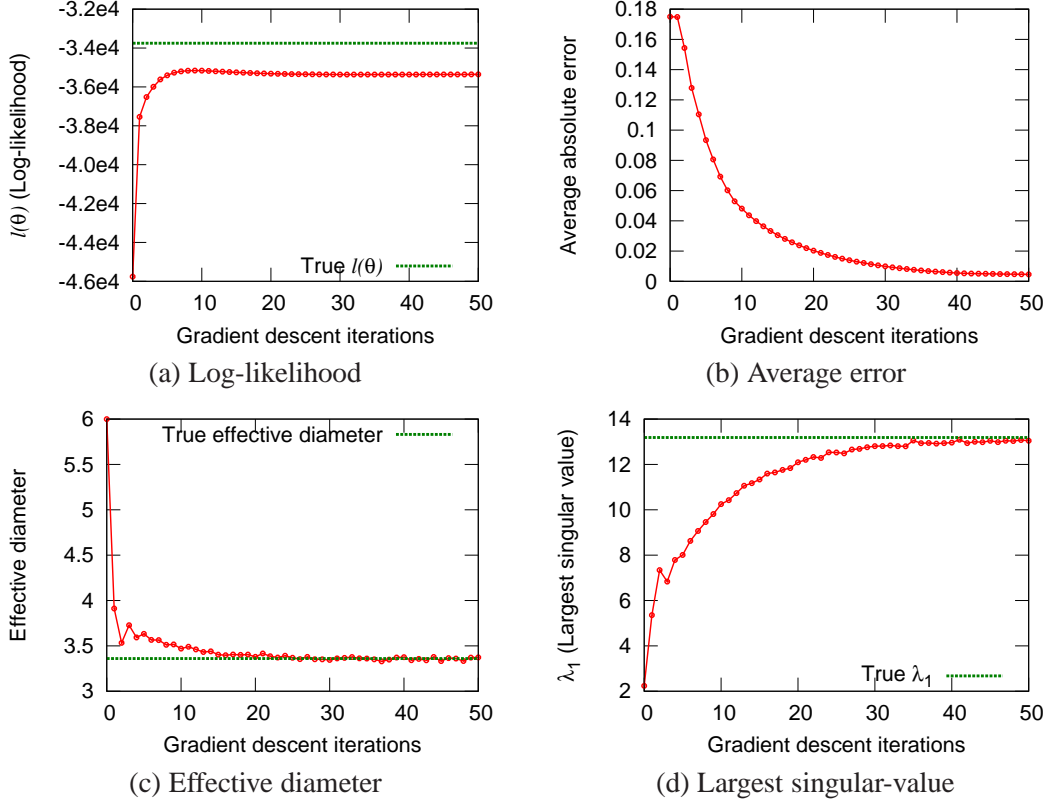 -3.2e4
-3.4e4
-3.6e4
-3.8e4
-4.0e4
-4.2e4
-4.4e4
-4.6e4
l(θ) (Log-likelihood)
True l(θ)
0 10 20 30 40 50
Gradient descent iterations
(a) Log-likelihood
0.18
0.16
0.14
0.12
0.1
0.08
0.06
0.04
0.02
0
Average absolute error
0 10 20 30 40 50
Gradient descent iterations
(b) Average error
6
5.5
5
4.5
4
3.5
3
Effective diameter
True effective diameter
0 10 20 30 40 50
Gradient descent iterations
(c) Effective diameter
14
12
10
8
6
4
2
λ₁ (Largest singular value)
True λ₁
0 10 20 30 40 50
Gradient descent iterations
(d) Largest singular-value